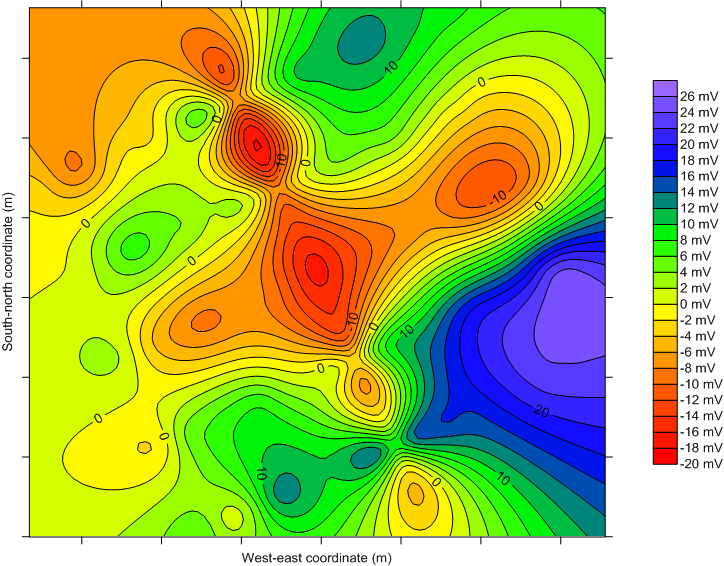 10
0
0
-10
0
-10
0
0
0
-10
0
10
0
20
0
0
10
0
10
South-north coordinate (m)
West-east coordinate (m)
26 mV
24 mV
22 mV
20 mV
18 mV
16 mV
14 mV
12 mV
10 mV
8 mV
6 mV
4 mV
2 mV
0 mV
-2 mV
-4 mV
-6 mV
-8 mV
-10 mV
-12 mV
-14 mV
-16 mV
-18 mV
-20 mV